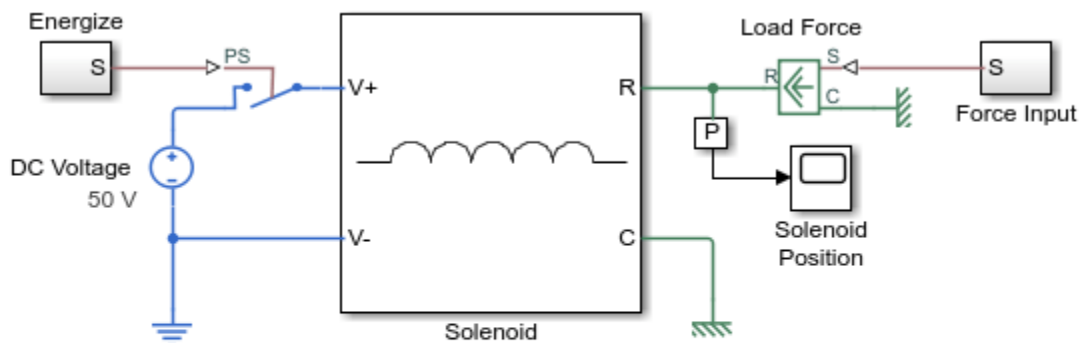 Energize
S
PS
DC Voltage
50 V
V+
V-
R
C
Solenoid
Load Force
R
S
C
P
Solenoid
Position
S
Force Input